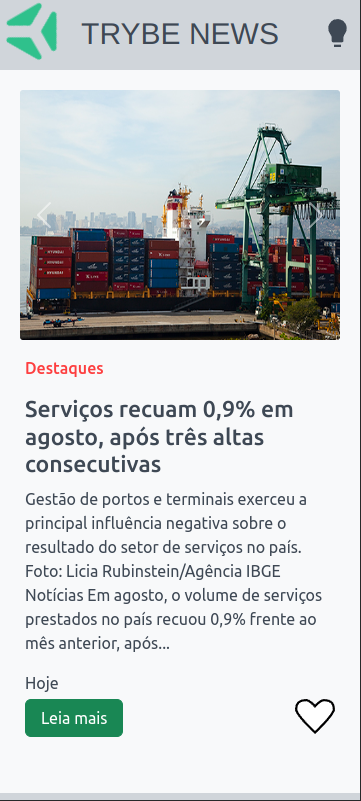 TRYBE NEWS
Destaques
Serviços recuam 0,9% em
agosto, após três altas
consecutivas
Gestão de portos e terminais exerceu a
principal influência negativa sobre o
resultado do setor de serviços no país.
Foto: Licia Rubinstein/Agência IBGE
Notícias Em agosto, o volume de serviços
prestados no país recuou 0,9% frente ao
mês anterior, após...
Hoje
Leia mais